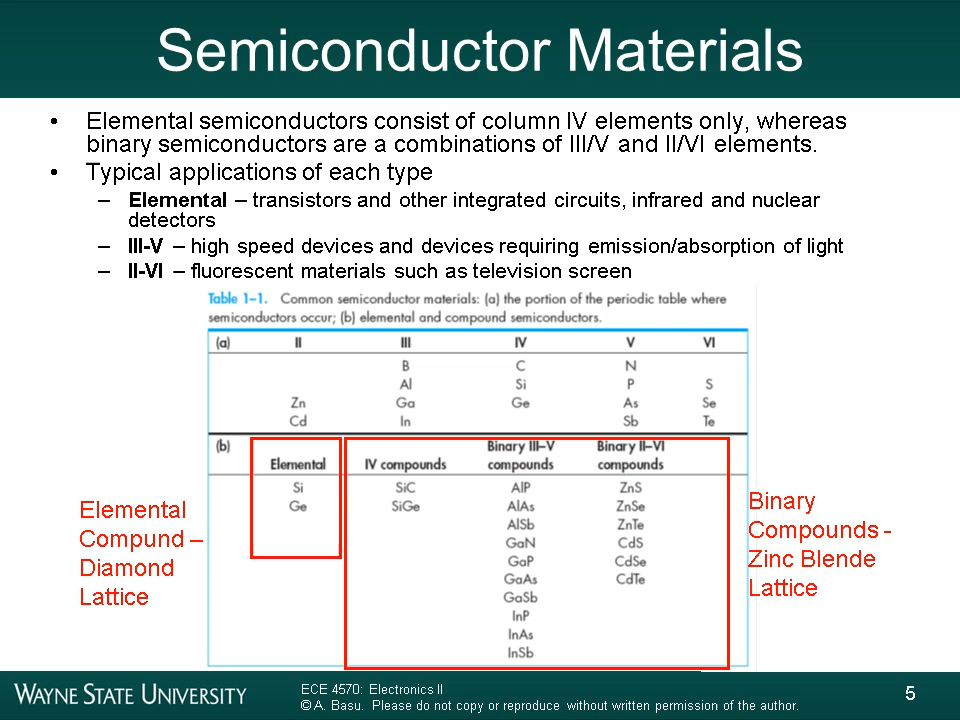 Semiconductor Materials
• Elemental semiconductors consist of column IV elements only, whereas
binary semiconductors are a combinations of III/V and II/VI elements.
• Typical applications of each type
– Elemental – transistors and other integrated circuits, infrared and nuclear
detectors
– III-V – high speed devices and devices requiring emission/absorption of light
– II-VI – fluorescent materials such as television screen
Table 1–1. Common semiconductor materials: (a) the portion of the periodic table where
semiconductors occur; (b) elemental and compound semiconductors.
(a) II III IV V VI
B C N
Al Si P S
Zn Ga Ge As Se
Cd In Sb Te
(b) Binary III–V Binary II–VI
Elemental IV compounds compounds compounds
Si SiC AlP ZnS
Ge SiGe AlAs ZnSe
AlSb ZnTe
GaN CdS
GaP CdSe
GaAs CdTe
GaSb
InP
InAs
InSb
Elemental
Compund –
Diamond
Lattice
Binary
Compounds -
Zinc Blende
Lattice
WAYNE STATE UNIVERSITY
ECE 4570: Electronics II
© A. Basu. Please do not copy or reproduce without written permission of the author.
5